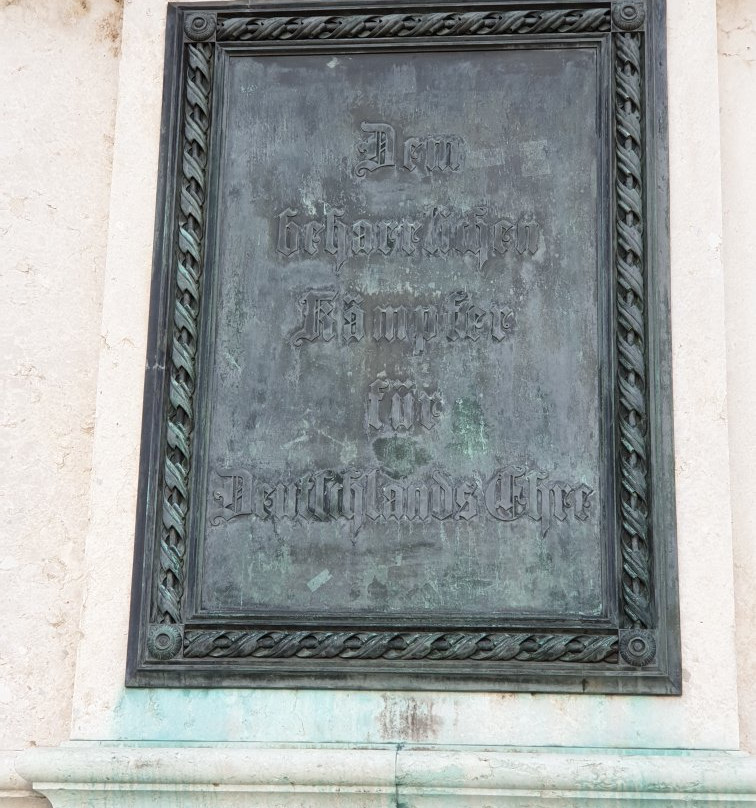 Dem
beharrlichen
Kämpfer
für
Deutschlands Ehre